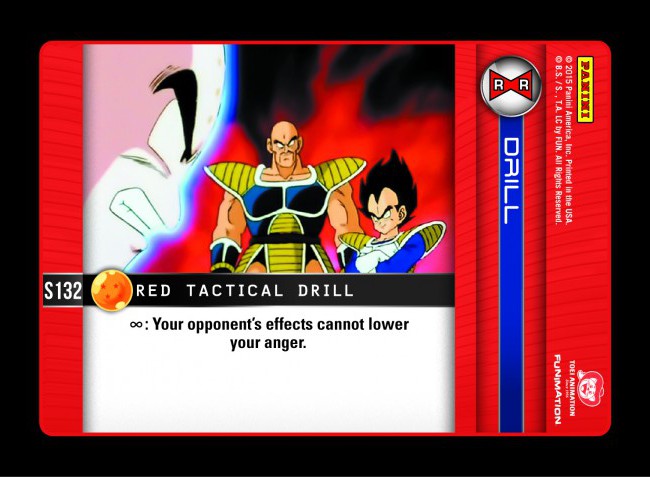 S132
RED TACTICAL DRILL
∞: Your opponent's effects cannot lower
your anger.
R R
DRILL
PANINI
© 2015 Panini America, Inc. Printed in the USA.
© B.S. / S., T.A. LC by FUN. All Rights Reserved.
TOEI ANIMATION
FUNIMATION